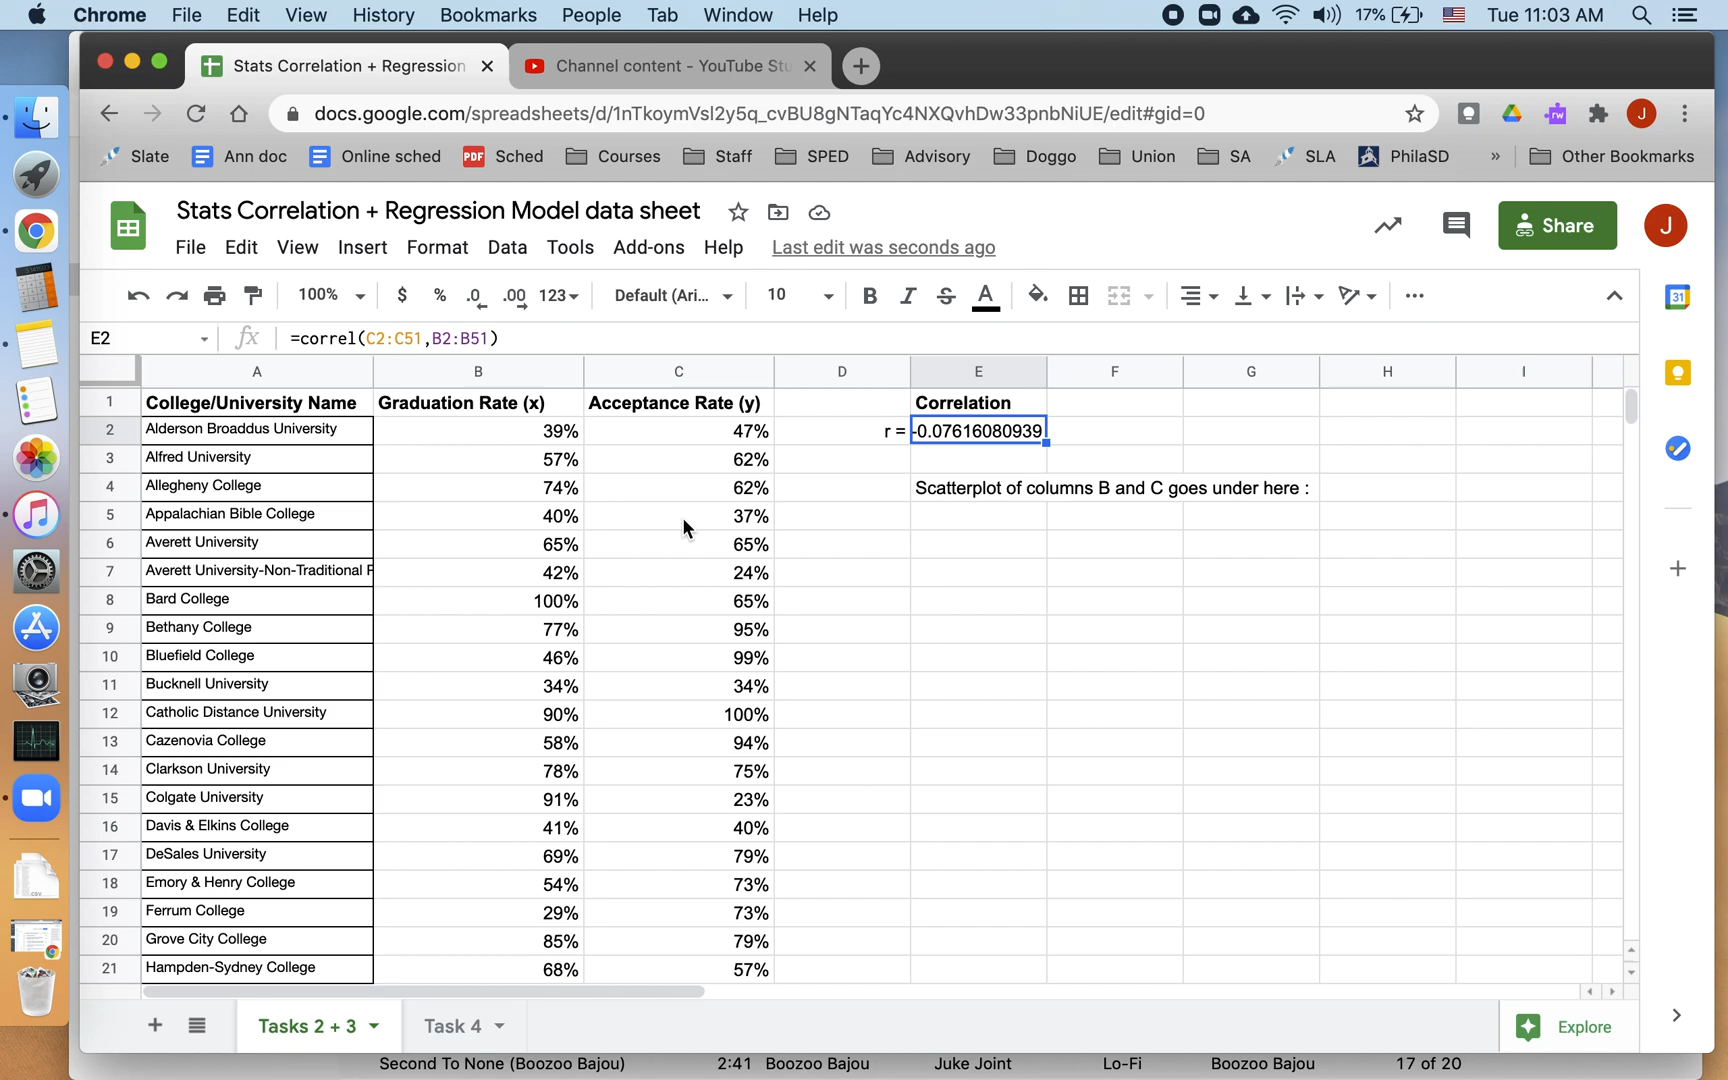 Chrome File Edit View History Bookmarks People Tab Window Help 17% Tue 11:03 AM
Stats Correlation + Regression Channel content - YouTube Stu
docs.google.com/spreadsheets/d/1nTkoymVsl2y5q_cvBU8gNTaqYc4NXQvhDw33pnbNiUE/edit#gid=0 rw J
Slate Ann doc Online sched PDF Sched Courses Staff SPED Advisory Doggo Union SA SLA PhilaSD » Other Bookmarks
Stats Correlation + Regression Model data sheet
File Edit View Insert Format Data Tools Add-ons Help Last edit was seconds ago Share J
100% $ % .0 .00 123 Default (Ari... 10 B I S A 31
E2 fx =correl(C2:C51,B2:B51)
A B C D E F G H I
1 College/University Name Graduation Rate (x) Acceptance Rate (y) Correlation
2 Alderson Broaddus University 39% 47% r = -0.07616080939
3 Alfred University 57% 62%
4 Allegheny College 74% 62% Scatterplot of columns B and C goes under here :
5 Appalachian Bible College 40% 37%
6 Averett University 65% 65%
7 Averett University-Non-Traditional P 42% 24%
8 Bard College 100% 65%
9 Bethany College 77% 95%
10 Bluefield College 46% 99%
11 Bucknell University 34% 34%
12 Catholic Distance University 90% 100%
13 Cazenovia College 58% 94%
14 Clarkson University 78% 75%
15 Colgate University 91% 23%
16 Davis & Elkins College 41% 40%
17 DeSales University 69% 79%
18 Emory & Henry College 54% 73%
19 Ferrum College 29% 73%
20 Grove City College 85% 79%
21 Hampden-Sydney College 68% 57%
Tasks 2 + 3 Task 4 Explore
Second To None (Boozoo Bajou) 2:41 Boozoo Bajou Juke Joint Lo-Fi Boozoo Bajou 17 of 20